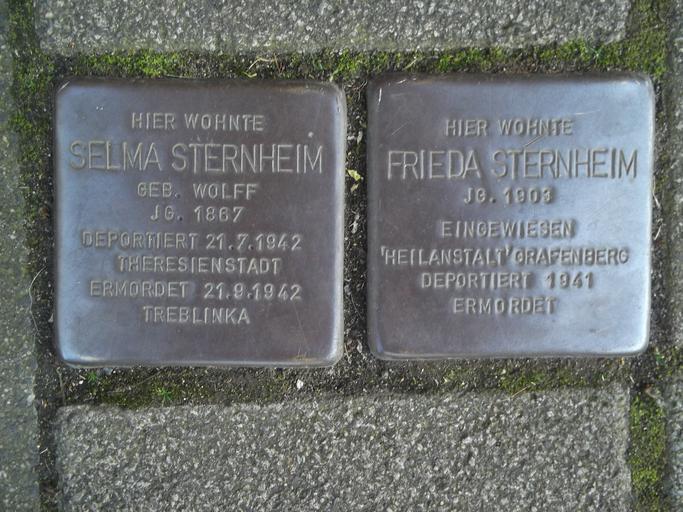 HIER WOHNTE
SELMA STERNHEIM
GEB. WOLFF
JG. 1867
DEPORTIERT 21.7.1942
THERESIENSTADT
ERMORDET 21.9.1942
TREBLINKA
HIER WOHNTE
FRIEDA STERNHEIM
JG. 1903
EINGEWIESEN
'HEILANSTALT' GRAFENBERG
DEPORTIERT 1941
ERMORDET